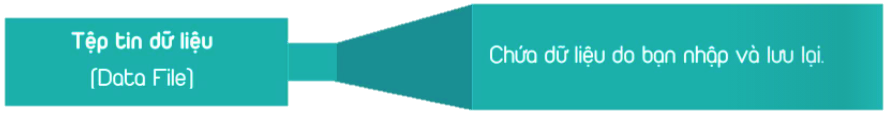 Tệp tin dữ liệu
(Data File)
Chứa dữ liệu do bạn nhập và lưu lại.